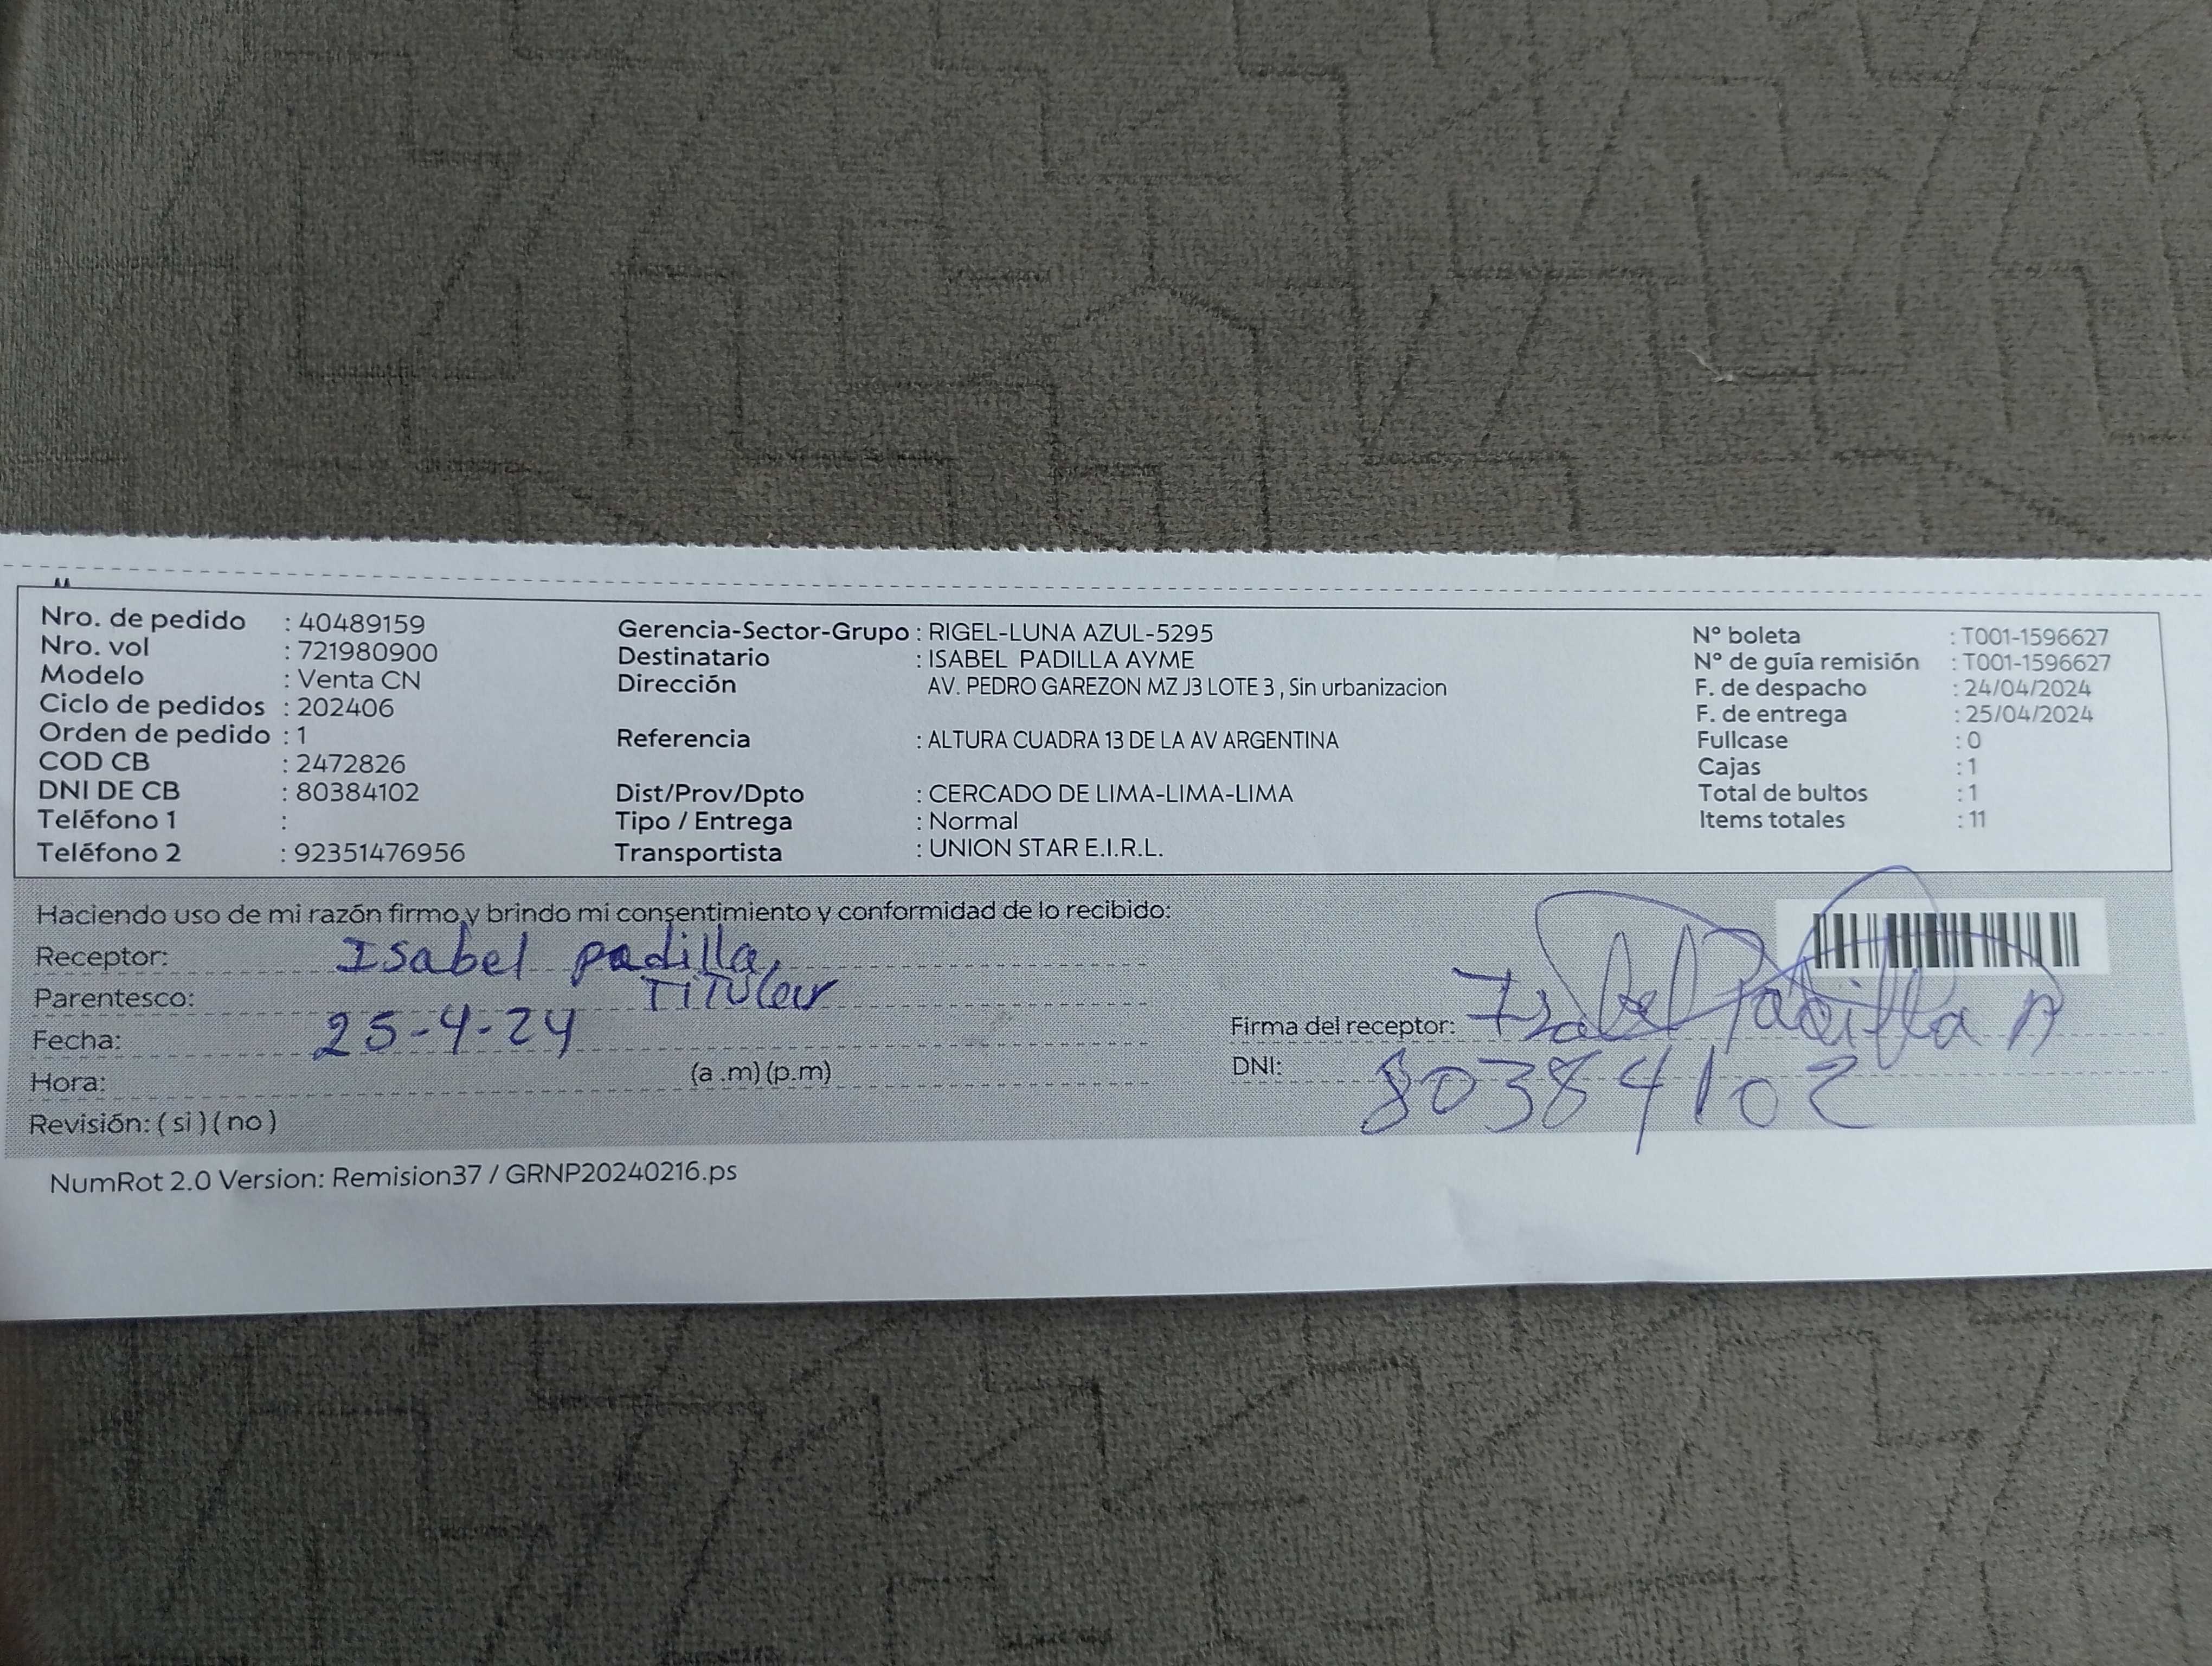 Nro. de pedido : 40489159
Nro. vol : 721980900
Modelo : Venta CN
Ciclo de pedidos : 202406
Orden de pedido : 1
COD CB : 2472826
DNI DE CB : 80384102
Teléfono 1 :
Teléfono 2 : 92351476956
Gerencia-Sector-Grupo : RIGEL-LUNA AZUL-5295
Destinatario : ISABEL PADILLA AYME
Dirección AV. PEDRO GAREZON MZ J3 LOTE 3 , Sin urbanizacion
Referencia : ALTURA CUADRA 13 DE LA AV ARGENTINA
Dist/Prov/Dpto : CERCADO DE LIMA-LIMA-LIMA
Tipo / Entrega : Normal
Transportista : UNION STAR E.I.R.L.
N° boleta : T001-1596627
N° de guía remisión : T001-1596627
F. de despacho : 24/04/2024
F. de entrega : 25/04/2024
Fullcase : 0
Cajas : 1
Total de bultos : 1
Items totales : 11
Haciendo uso de mi razón firmo y brindo mi consentimiento y conformidad de lo recibido:
Receptor: Isabel padilla
Parentesco: Titular
Fecha: 25-4-24
Hora: (a .m) (p.m)
Revisión: ( si ) ( no )
Firma del receptor: Isabel Padilla A
DNI: 80384102
NumRot 2.0 Version: Remision37 / GRNP20240216.ps